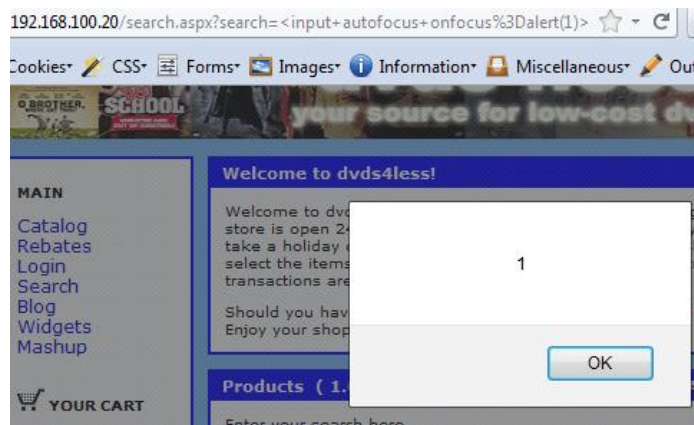 192.168.100.20/search.aspx?search=<input+autofocus+onfocus%3Dalert(1)>
Cookies CSS Forms Images Information Miscellaneous Ou
O BROTHER, SCHOOL
your source for low-cost dv
MAIN
Catalog
Rebates
Login
Search
Blog
Widgets
Mashup
YOUR CART
Welcome to dvds4less!
Welcome to dvd
store is open 24
take a holiday
select the items
transactions are
Should you hav
Enjoy your shop
Products ( 1.
Enter your search here
1
OK